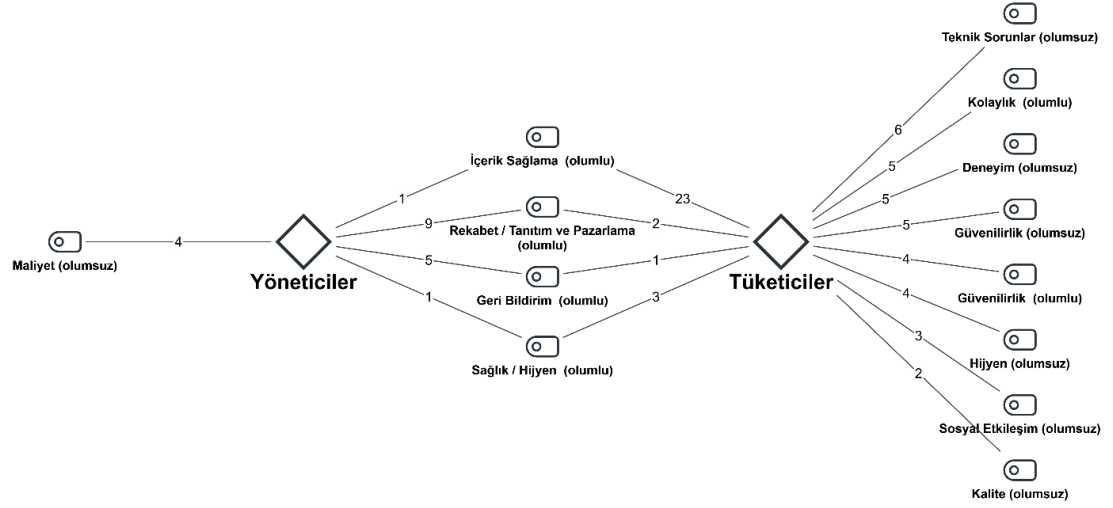 Teknik Sorunlar (olumsuz)
6
Kolaylık (olumlu)
5
Deneyim (olumsuz)
5
Güvenilirlik (olumsuz)
5
Güvenilirlik (olumlu)
4
Hijyen (olumsuz)
4
Sosyal Etkileşim (olumsuz)
3
Kalite (olumsuz)
2
İçerik Sağlama (olumlu)
1
23
Rekabet / Tanıtım ve Pazarlama
(olumlu)
9
2
Geri Bildirim (olumlu)
5
1
Sağlık / Hijyen (olumlu)
1
3
Maliyet (olumsuz)
4
Yöneticiler
Tüketiciler